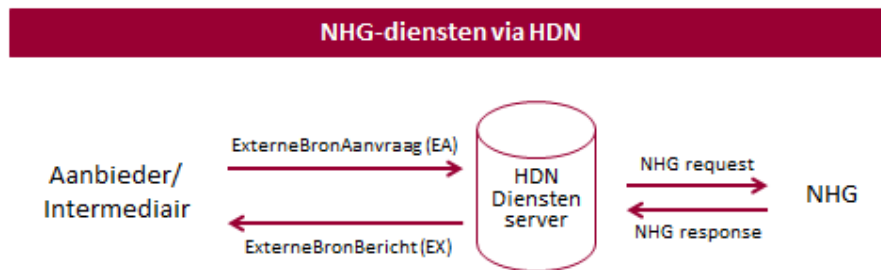 NHG-diensten via HDN
ExterneBronAanvraag (EA)
Aanbieder/
Intermediair
ExterneBronBericht (EX)
HDN
Diensten
server
NHG request
NHG response
NHG